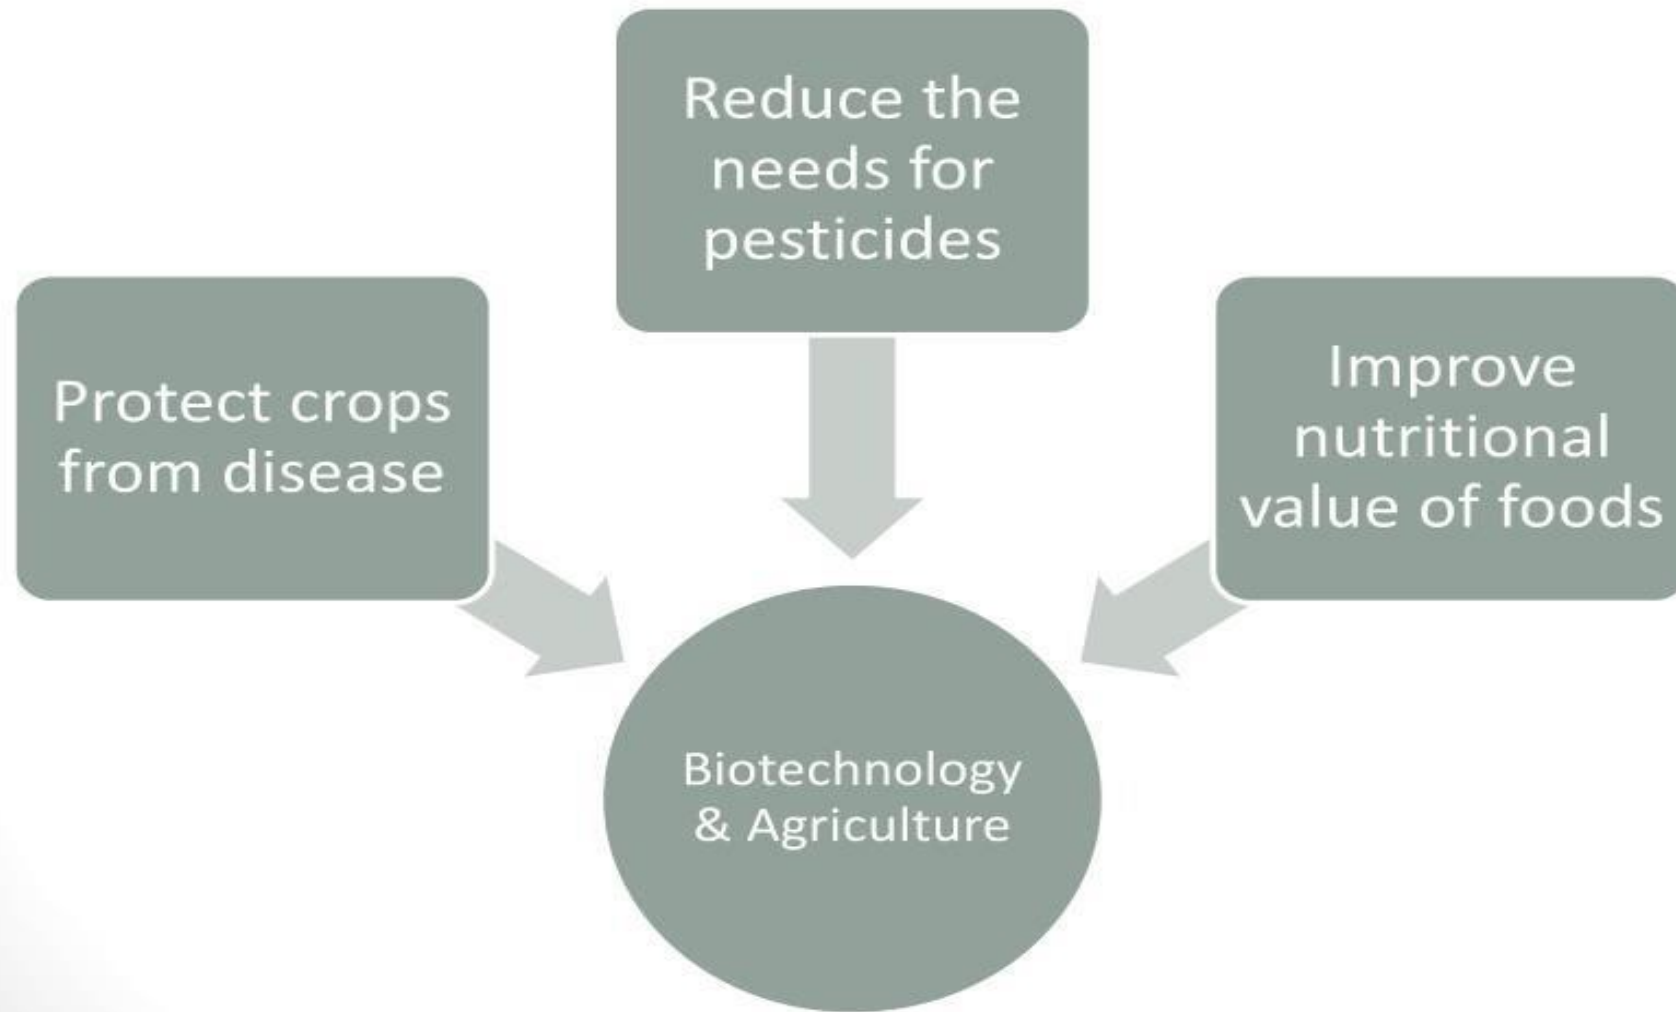 Reduce the
needs for
pesticides
Protect crops
from disease
Improve
nutritional
value of foods
Biotechnology
& Agriculture